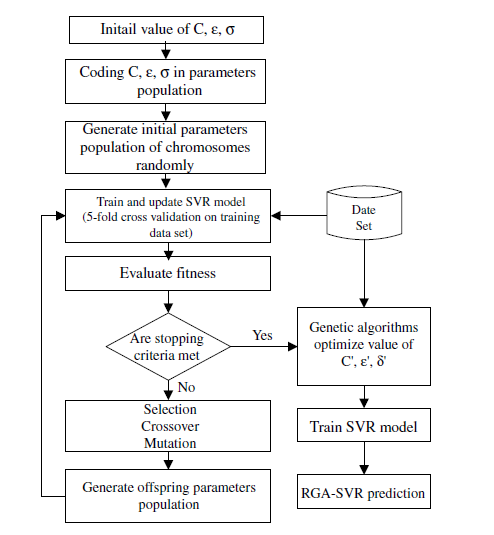 Initail value of C, ε, σ
Coding C, ε, σ in parameters
population
Generate initial parameters
population of chromosomes
randomly
Train and update SVR model
(5-fold cross validation on training
data set)
Date
Set
Evaluate fitness
Are stopping
criteria met
Yes
Genetic algorithms
optimize value of
C', ε', δ'
No
Selection
Crossover
Mutation
Train SVR model
Generate offspring parameters
population
RGA-SVR prediction